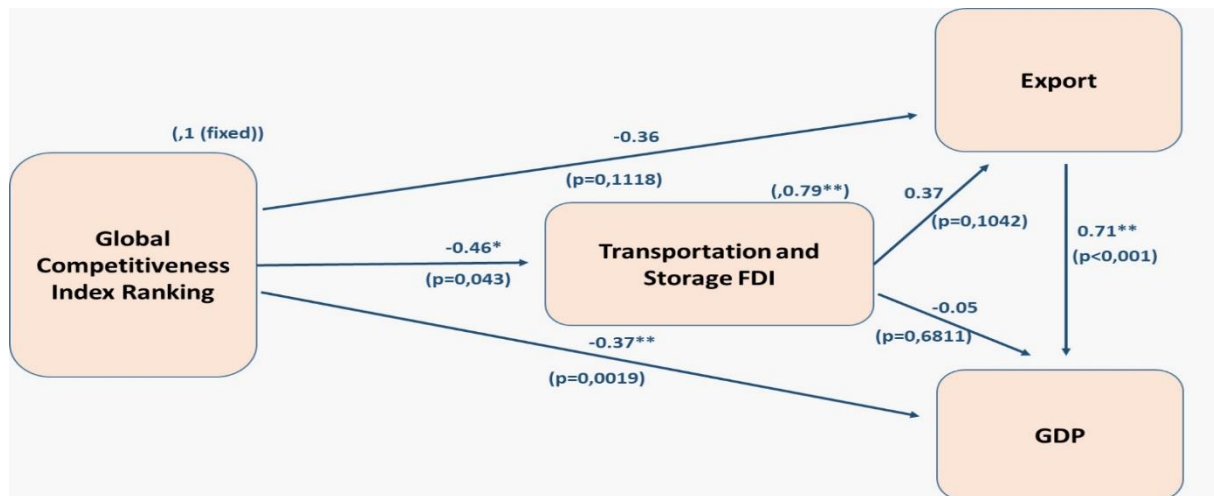 Export
(,1 (fixed))
-0.36
(p=0,1118)
(,0.79**)
0.37
(p=0,1042)
0.71**
(p<0,001)
Global
Competitiveness
Index Ranking
-0.46*
(p=0,043)
Transportation and
Storage FDI
-0.05
(p=0,6811)
-0.37**
(p=0,0019)
GDP